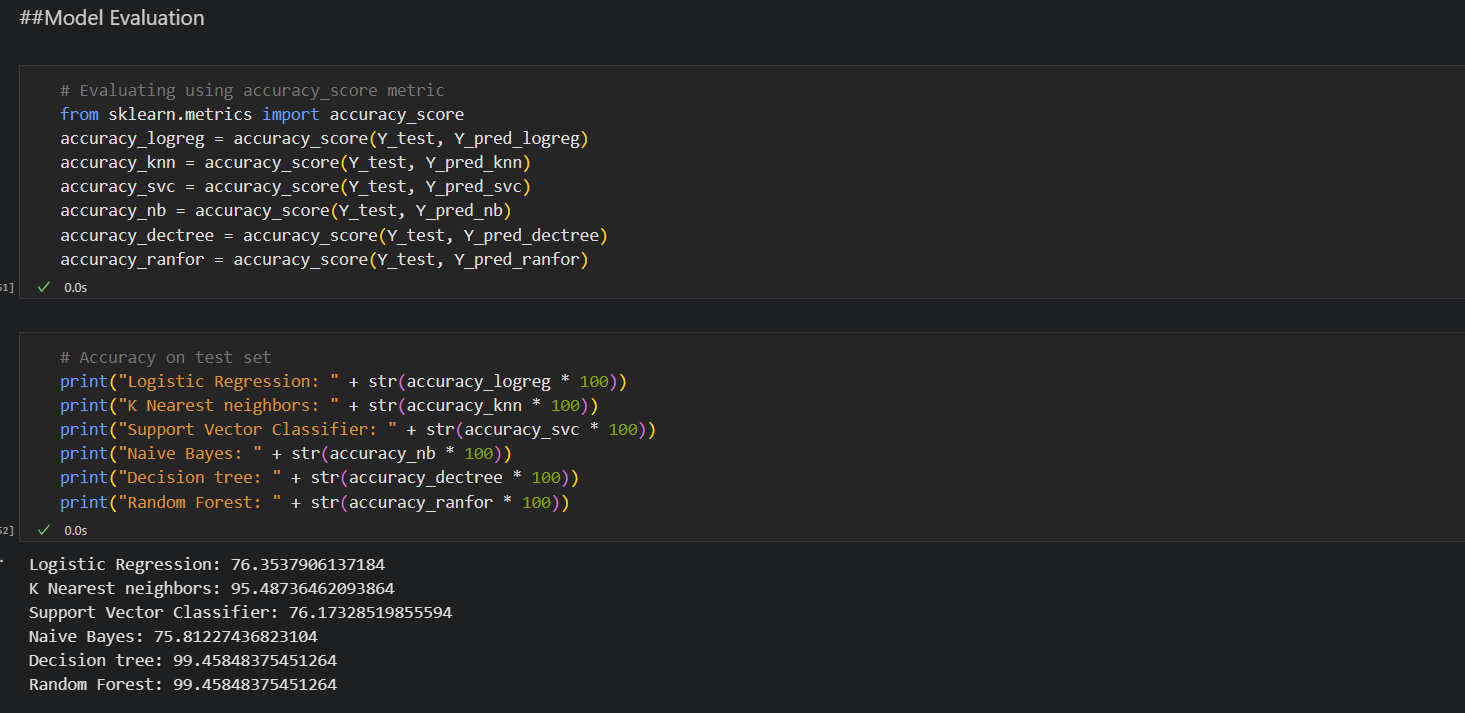 ##Model Evaluation
# Evaluating using accuracy_score metric
from sklearn.metrics import accuracy_score
accuracy_logreg = accuracy_score(Y_test, Y_pred_logreg)
accuracy_knn = accuracy_score(Y_test, Y_pred_knn)
accuracy_svc = accuracy_score(Y_test, Y_pred_svc)
accuracy_nb = accuracy_score(Y_test, Y_pred_nb)
accuracy_dectree = accuracy_score(Y_test, Y_pred_dectree)
accuracy_ranfor = accuracy_score(Y_test, Y_pred_ranfor)
1] ✓ 0.0s
# Accuracy on test set
print("Logistic Regression: " + str(accuracy_logreg * 100))
print("K Nearest neighbors: " + str(accuracy_knn * 100))
print("Support Vector Classifier: " + str(accuracy_svc * 100))
print("Naive Bayes: " + str(accuracy_nb * 100))
print("Decision tree: " + str(accuracy_dectree * 100))
print("Random Forest: " + str(accuracy_ranfor * 100))
2] ✓ 0.0s
Logistic Regression: 76.3537906137184
K Nearest neighbors: 95.48736462093864
Support Vector Classifier: 76.17328519855594
Naive Bayes: 75.81227436823104
Decision tree: 99.45848375451264
Random Forest: 99.45848375451264